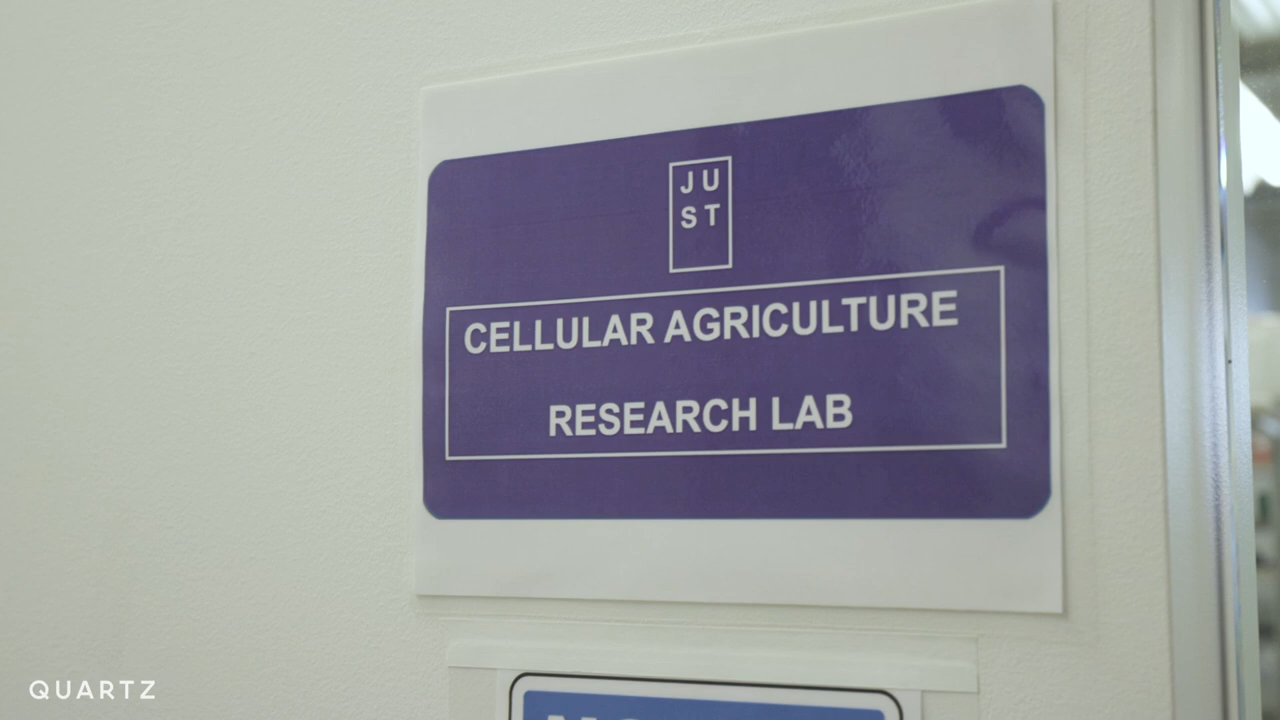 JU
ST
CELLULAR AGRICULTURE
RESEARCH LAB
QUARTZ